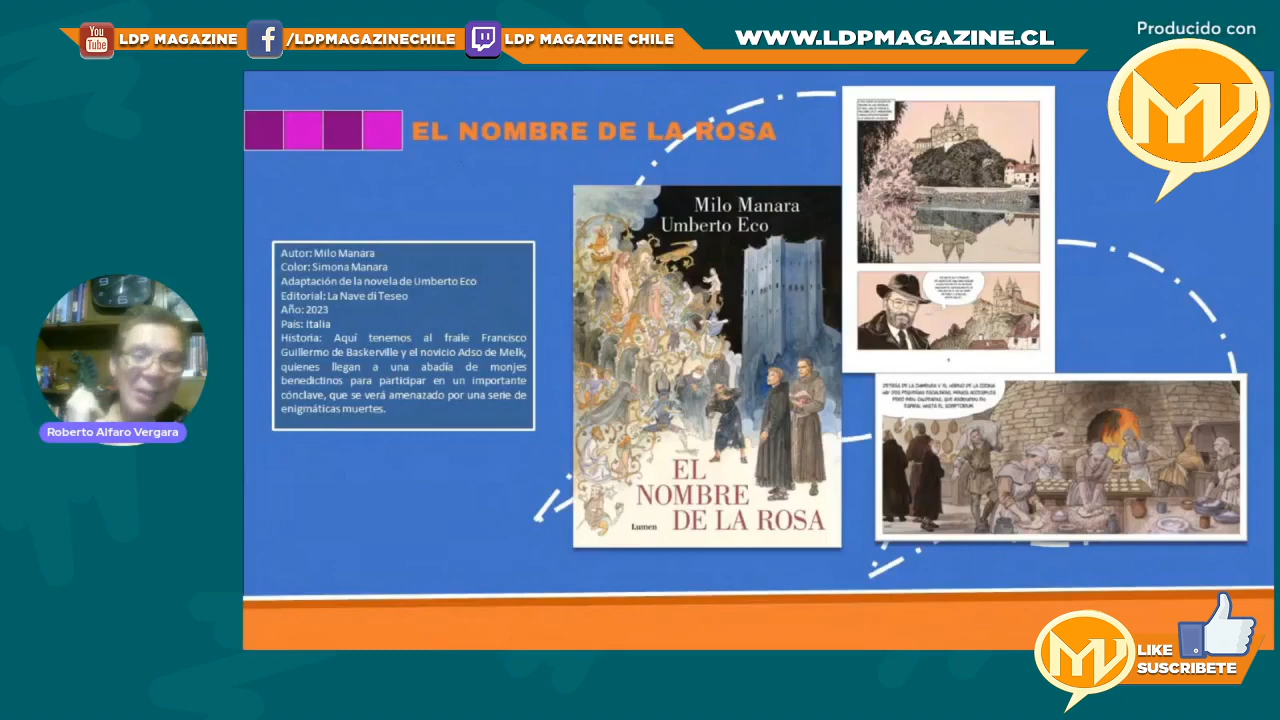 You
Tube
LDP MAGAZINE
/LDPMAGAZINECHILE
LDP MAGAZINE CHILE
WWW.LDPMAGAZINE.CL
Producido con
MV
EL NOMBRE DE LA ROSA
Autor: Milo Manara
Color: Simona Manara
Adaptación de la novela de Umberto Eco
Editorial: La Nave di Teseo
Año: 2023
País: Italia
Historia: Aquí tenemos al fraile Francisco
Guillermo de Baskerville y el novicio Adso de Melk,
quienes llegan a una abadía de monjes
benedictinos para participar en un importante
cónclave, que se verá amenazado por una serie de
enigmáticas muertes.
Milo Manara
Umberto Eco
EL
NOMBRE
DE LA ROSA
Lumen
Roberto Alfaro Vergara
MV
LIKE
SUSCRIBETE